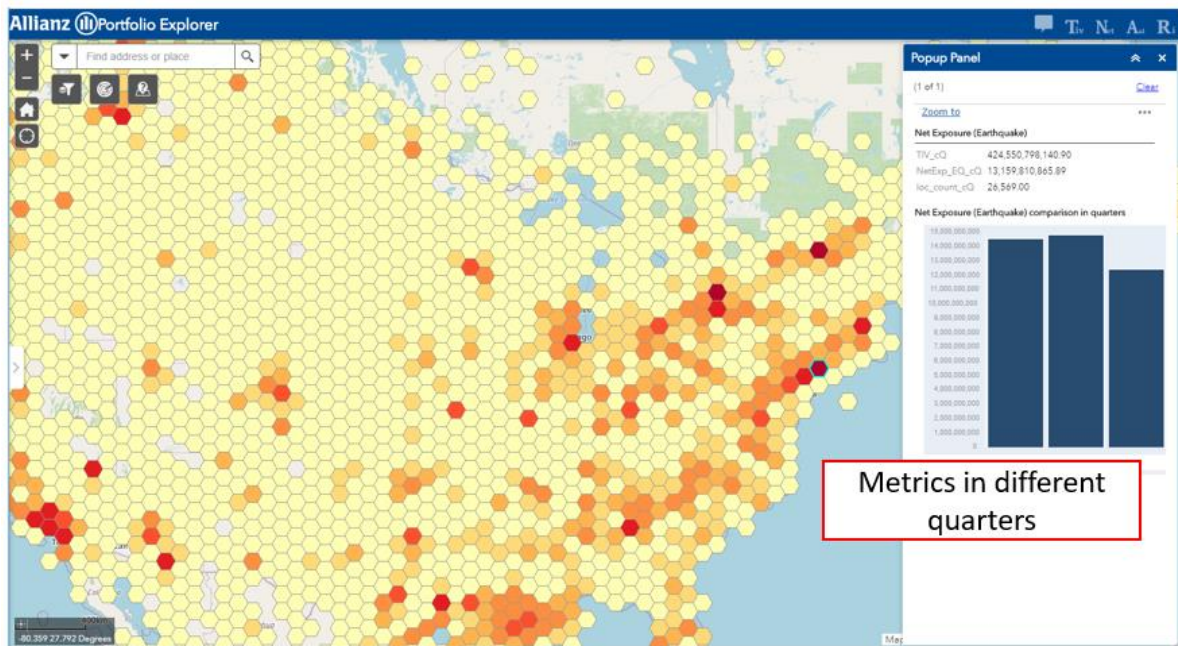 Allianz Portfolio Explorer
Tiv Net Aal R
Find address or place
Popup Panel
(1 of 1)
Clear
Zoom to
Net Exposure (Earthquake)
TIV_cQ 424,550,798,140.90
NetExp_EQ_cQ 13,159,810,865.89
loc_count_cQ 26,569.00
Net Exposure (Earthquake) comparison in quarters
15,000,000,000
14,000,000,000
13,000,000,000
12,000,000,000
11,000,000,000
10,000,000,000
9,000,000,000
8,000,000,000
7,000,000,000
6,000,000,000
5,000,000,000
4,000,000,000
3,000,000,000
2,000,000,000
1,000,000,000
0
Metrics in different
quarters
400km
-80.359 27.792 Degrees
Map